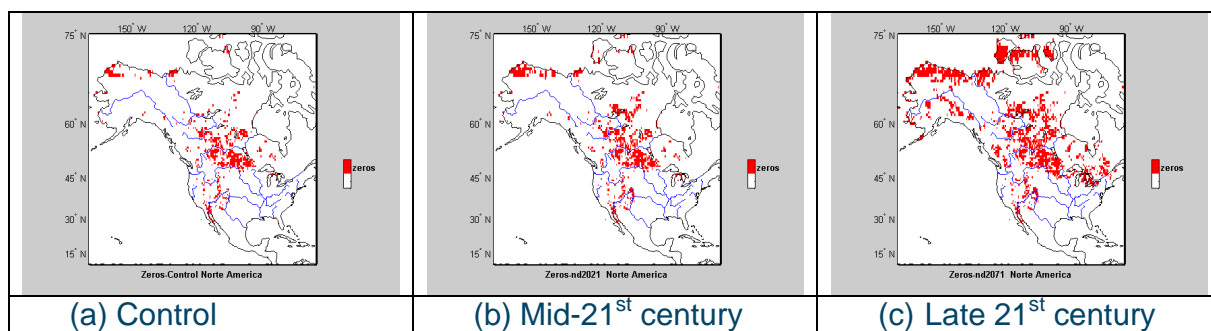 150° W 120° W 90° W
75° N
60° N
45° N
30° N
15° N
zeros
Zeros-Control Norte America
150° W 120° W 90° W
75° N
60° N
45° N
30° N
15° N
zeros
Zeros-nd2021 Norte America
150° W 120° W 90° W
75° N
60° N
45° N
30° N
15° N
zeros
Zeros-nd2071 Norte America
(a) Control
(b) Mid-21st century
(c) Late 21st century